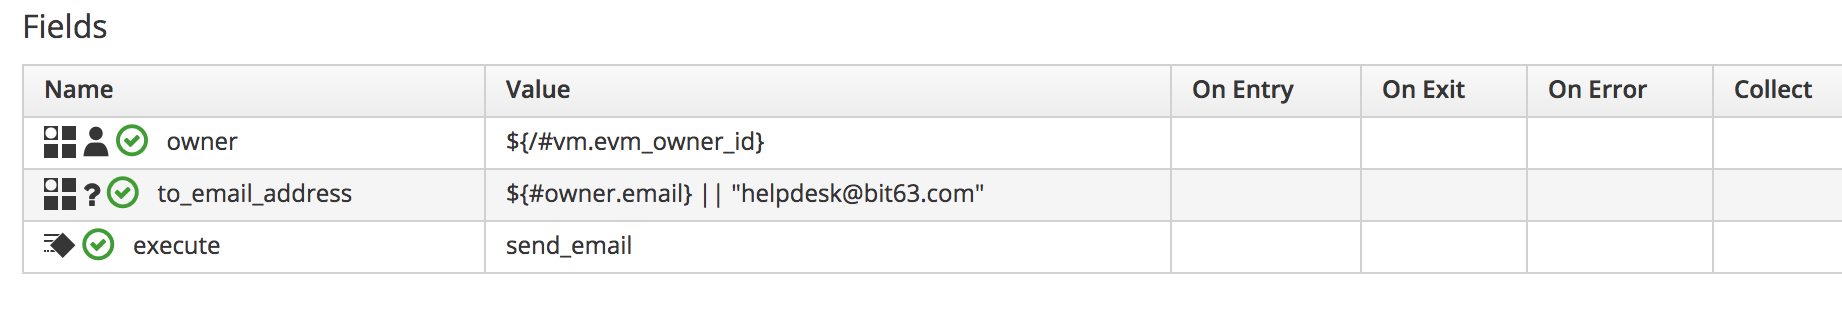 Fields
Name Value On Entry On Exit On Error Collect
owner ${/#vm.evm_owner_id}
to_email_address ${#owner.email} || "helpdesk@bit63.com"
execute send_email